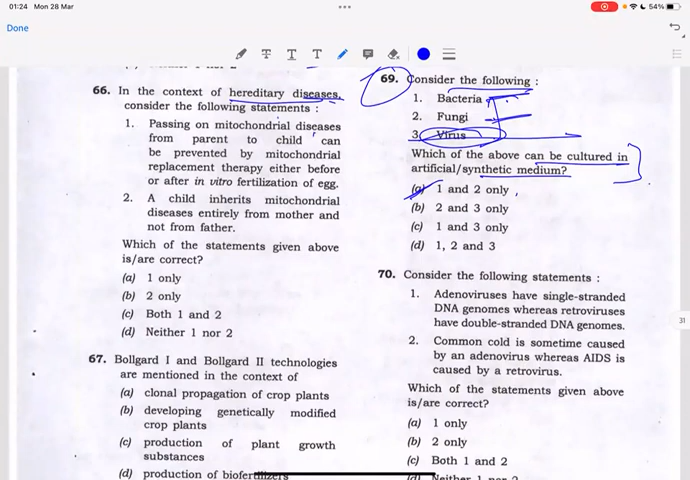 01:24 Mon 28 Mar
54%
Done
66. In the context of hereditary diseases,
consider the following statements :
1. Passing on mitochondrial diseases
from parent to child can
be prevented by mitochondrial
replacement therapy either before
or after in vitro fertilization of egg.
2. A child inherits mitochondrial
diseases entirely from mother and
not from father.
Which of the statements given above
is/are correct?
(a) 1 only
(b) 2 only
(c) Both 1 and 2
(d) Neither 1 nor 2
67. Bollgard I and Bollgard II technologies
are mentioned in the context of
(a) clonal propagation of crop plants
(b) developing genetically modified
crop plants
(c) production of plant growth
substances
(d) production of biofertilizers
69. Consider the following :
1. Bacteria
2. Fungi
3. Virus
Which of the above can be cultured in
artificial/synthetic medium?
(a) 1 and 2 only
(b) 2 and 3 only
(c) 1 and 3 only
(d) 1, 2 and 3
70. Consider the following statements :
1. Adenoviruses have single-stranded
DNA genomes whereas retroviruses
have double-stranded DNA genomes.
2. Common cold is sometime caused
by an adenovirus whereas AIDS is
caused by a retrovirus.
Which of the statements given above
is/are correct?
(a) 1 only
(b) 2 only
(c) Both 1 and 2
(d) Neither 1 nor 2
31